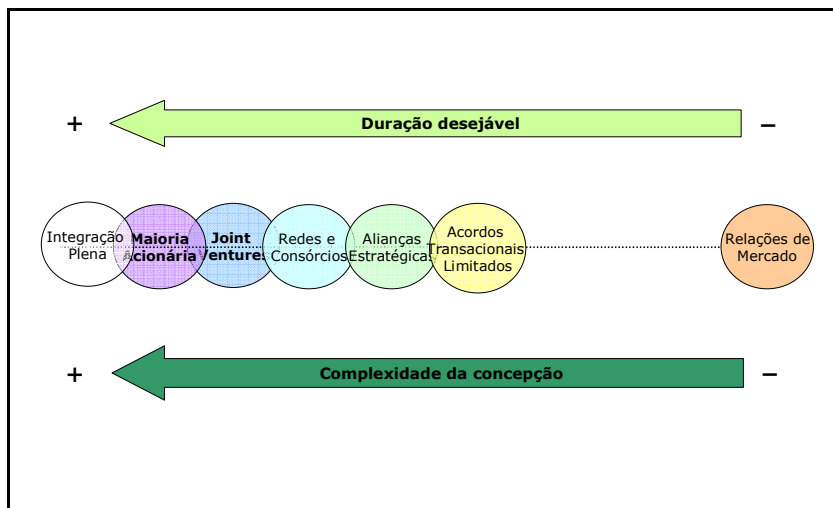 +
Duração desejável
–
Integração
Plena
Maioria
Acionária
Joint
Ventures
Redes e
Consórcios
Alianças
Estratégicas
Acordos
Transacionais
Limitados
Relações de
Mercado
+
Complexidade da concepção
–